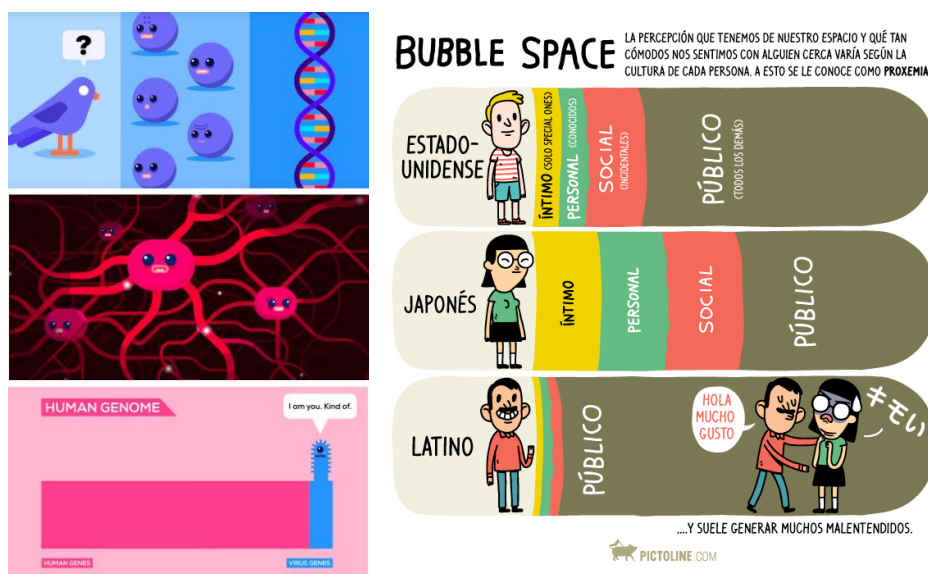 ?
HUMAN GENOME
I am you. Kind of.
HUMAN GENES
VIRUS GENES
BUBBLE SPACE
LA PERCEPCIÓN QUE TENEMOS DE NUESTRO ESPACIO Y QUÉ TAN
CÓMODOS NOS SENTIMOS CON ALGUIEN CERCA VARÍA SEGÚN LA
CULTURA DE CADA PERSONA. A ESTO SE LE CONOCE COMO PROXEMIA
ESTADO-
UNIDENSE
ÍNTIMO (SOLO SPECIAL ONES)
PERSONAL (CONOCIDOS)
SOCIAL
(INCIDENTALES)
PÚBLICO
(TODOS LOS DEMÁS)
JAPONÉS
ÍNTIMO
PERSONAL
SOCIAL
PÚBLICO
LATINO
PÚBLICO
HOLA
MUCHO
GUSTO
キモい
....Y SUELE GENERAR MUCHOS MALENTENDIDOS.
PICTOLINE.COM